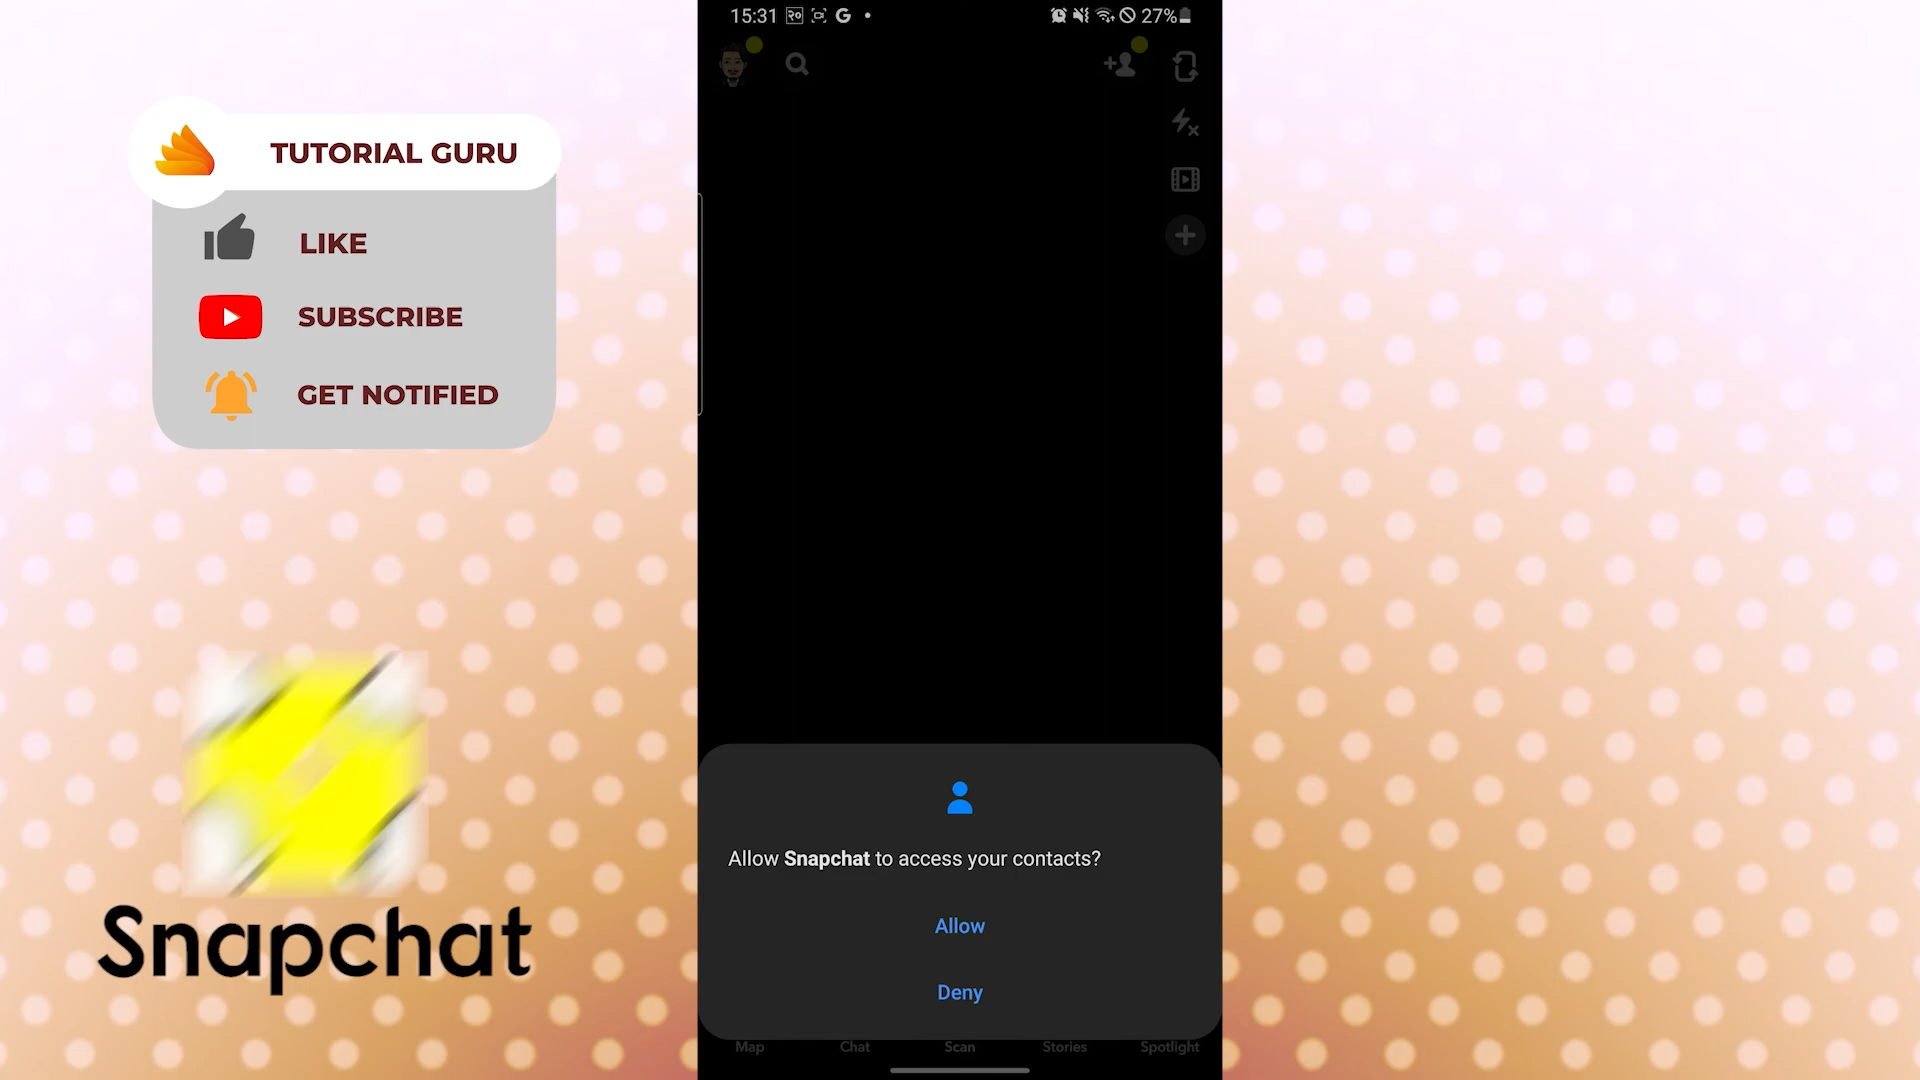 TUTORIAL GURU
LIKE
SUBSCRIBE
GET NOTIFIED
Snapchat
15:31
२०
G
27%
Allow Snapchat to access your contacts?
Allow
Deny
Map Chat Scan Stories Spotlight